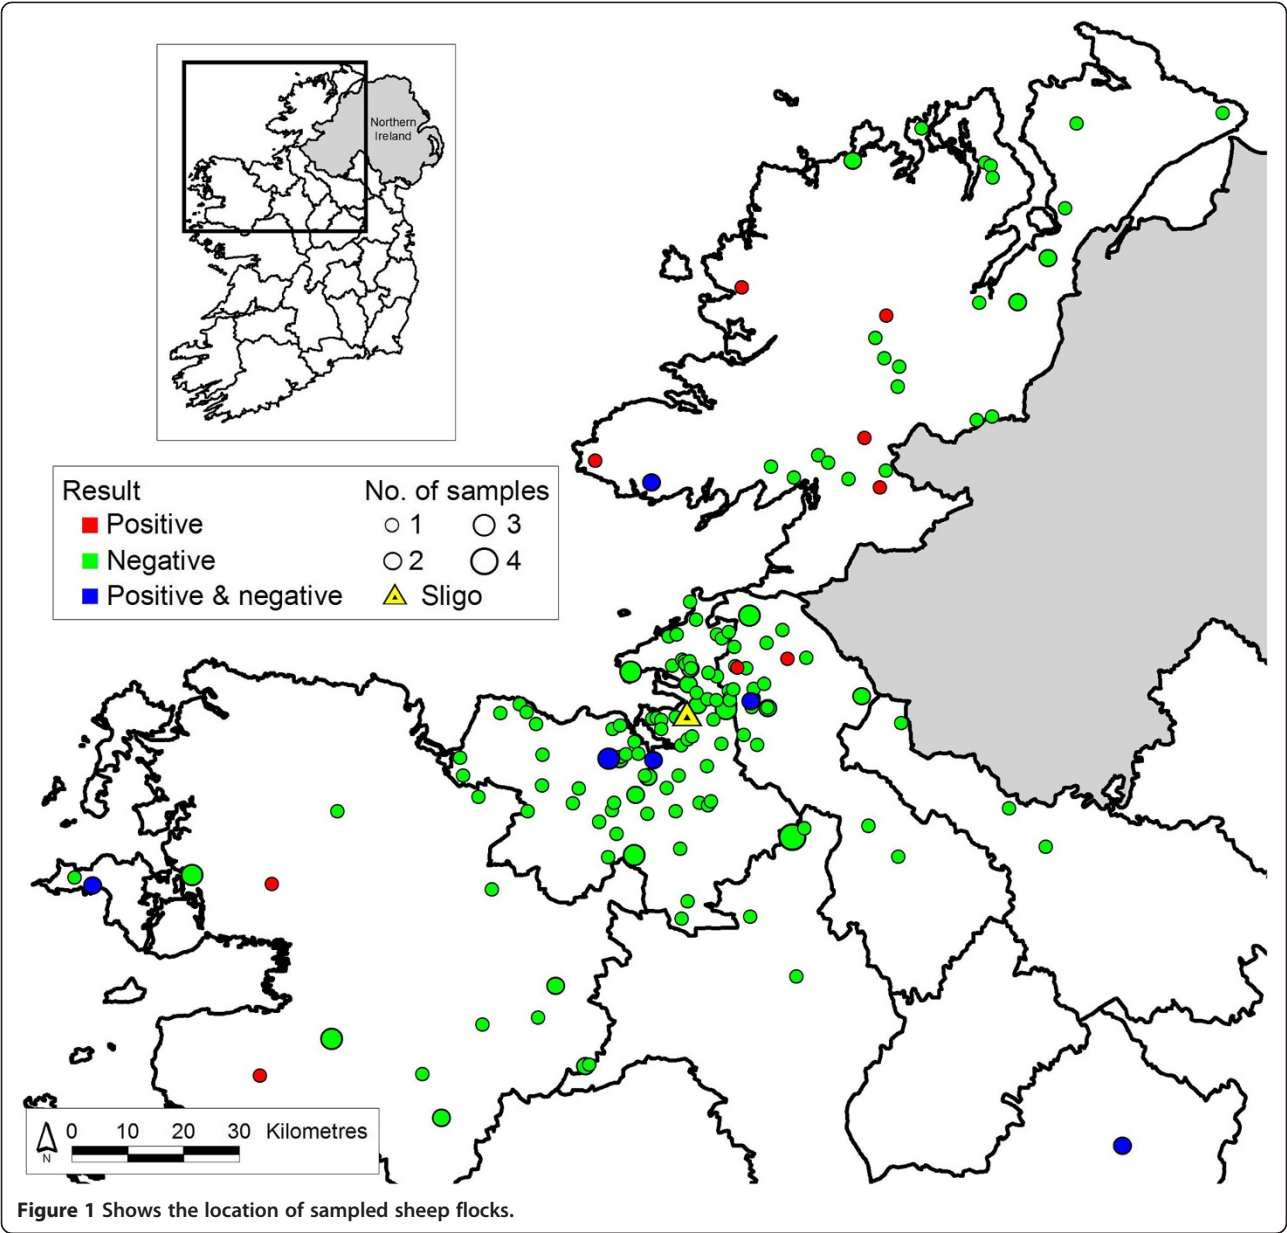 Northern
Ireland
Result
No. of samples
Positive
1
3
Negative
2
4
Positive & negative
Sligo
0 10 20 30 Kilometres
N
Figure 1 Shows the location of sampled sheep flocks.